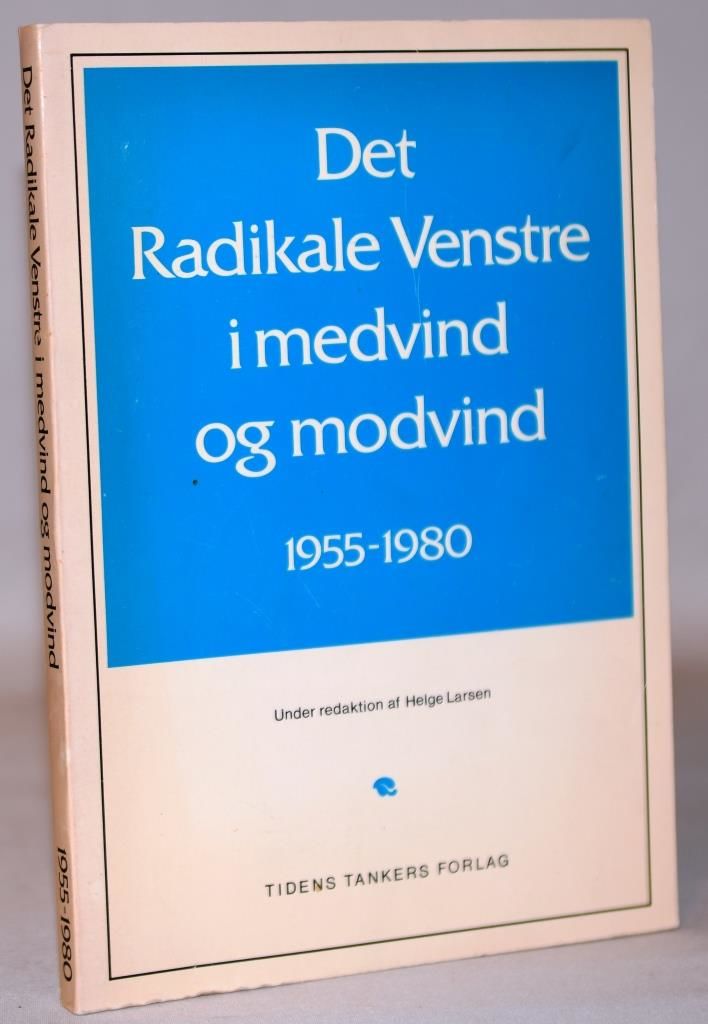 Det
Radikale Venstre
i medvind
og modvind
1955-1980
Under redaktion af Helge Larsen
TIDENS TANKERS FORLAG
Det Radikale Venstre i medvind og modvind
1955-1980